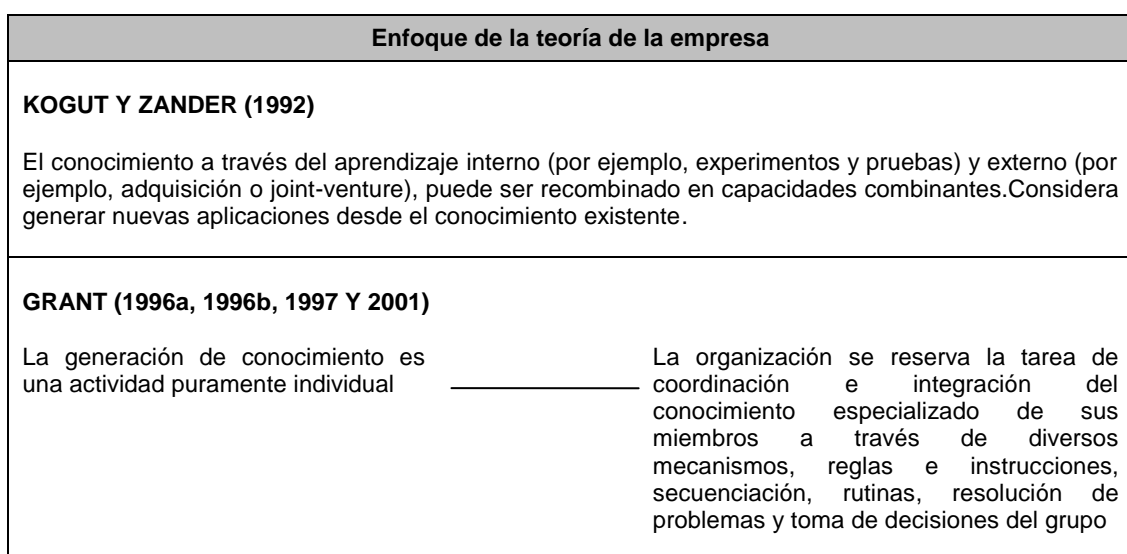 Enfoque de la teoría de la empresa
KOGUT Y ZANDER (1992)
El conocimiento a través del aprendizaje interno (por ejemplo, experimentos y pruebas) y externo (por
ejemplo, adquisición o joint-venture), puede ser recombinado en capacidades combinantes.Considera
generar nuevas aplicaciones desde el conocimiento existente.
GRANT (1996a, 1996b, 1997 Y 2001)
La generación de conocimiento es
una actividad puramente individual
La organización se reserva la tarea de
coordinación e integración del
conocimiento especializado de sus
miembros a través de diversos
mecanismos, reglas e instrucciones,
secuenciación, rutinas, resolución de
problemas y toma de decisiones del grupo